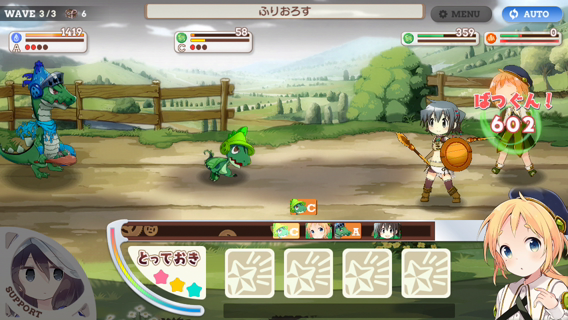 WAVE 3/3 6
ふりおろす
MENU
AUTO
1419
A
58
C
359
0
ばつぐん!
602
C
C
A
とっておき
SUPPORT